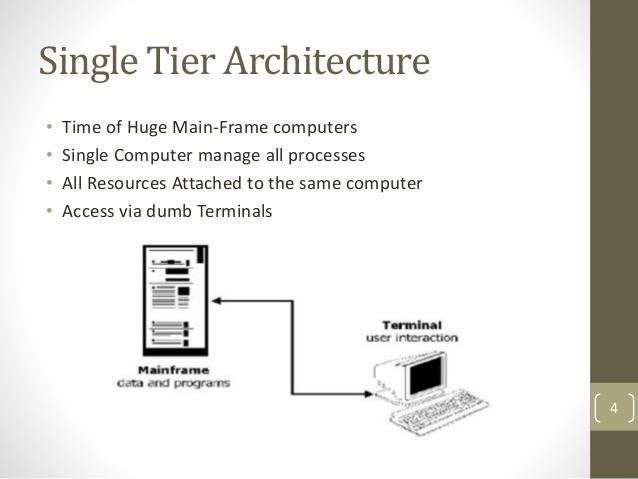 Single Tier Architecture
• Time of Huge Main-Frame computers
• Single Computer manage all processes
• All Resources Attached to the same computer
• Access via dumb Terminals
Terminal
user interaction
Mainframe
data and programs
4